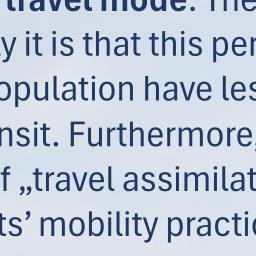 travel mode. The
y it is that this per
opulation have les
nsit. Furthermore,
f „travel assimilat
ts’ mobility practic